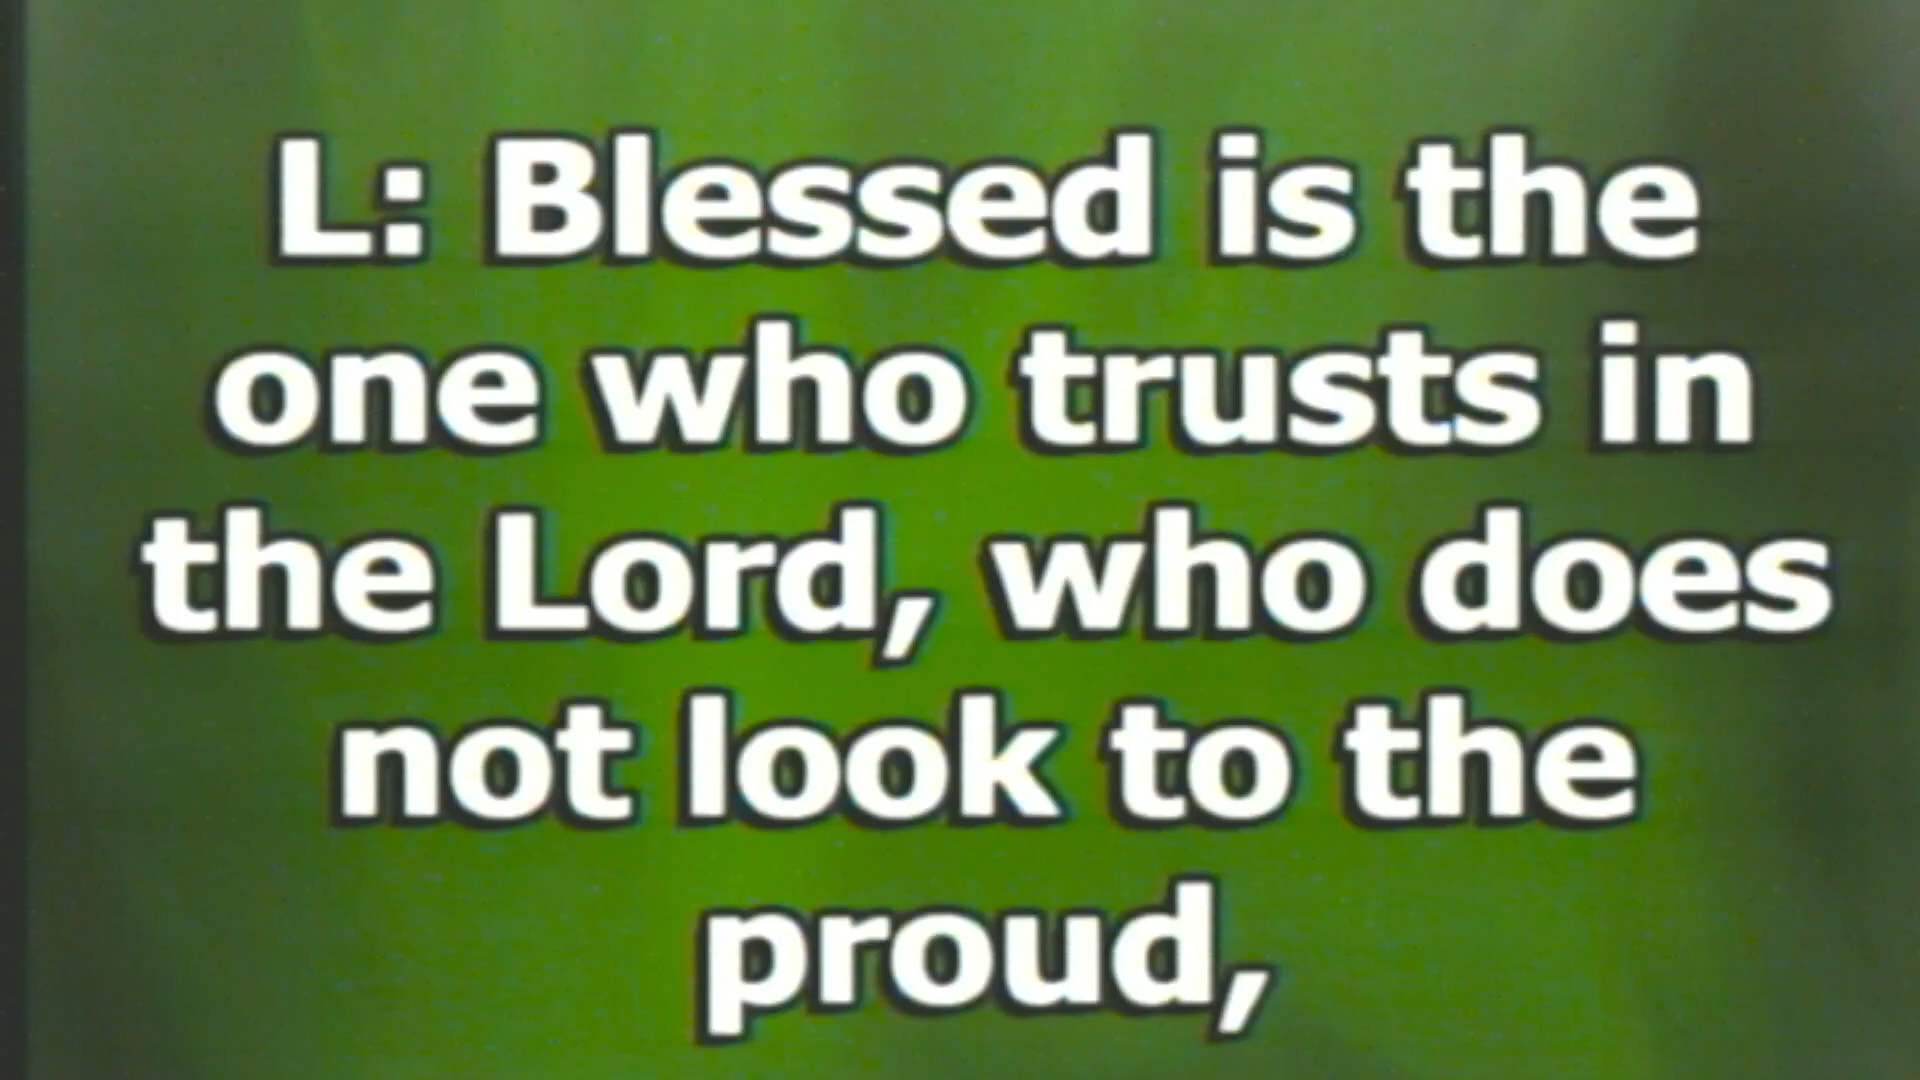 L: Blessed is the
one who trusts in
the Lord, who does
not look to the
proud,